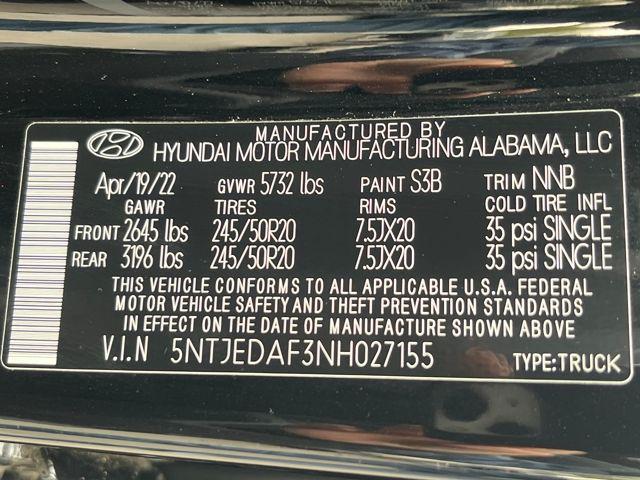 MANUFACTURED BY
HYUNDAI MOTOR MANUFACTURING ALABAMA, LLC
Apr/19/22 GVWR 5732 lbs PAINT S3B TRIM NNB
GAWR TIRES RIMS COLD TIRE INFL
FRONT 2645 lbs 245/50R20 7.5JX20 35 psi SINGLE
REAR 3196 lbs 245/50R20 7.5JX20 35 psi SINGLE
THIS VEHICLE CONFORMS TO ALL APPLICABLE U.S.A. FEDERAL
MOTOR VEHICLE SAFETY AND THEFT PREVENTION STANDARDS
IN EFFECT ON THE DATE OF MANUFACTURE SHOWN ABOVE
V.I.N 5NTJEDAF3NH027155 TYPE:TRUCK